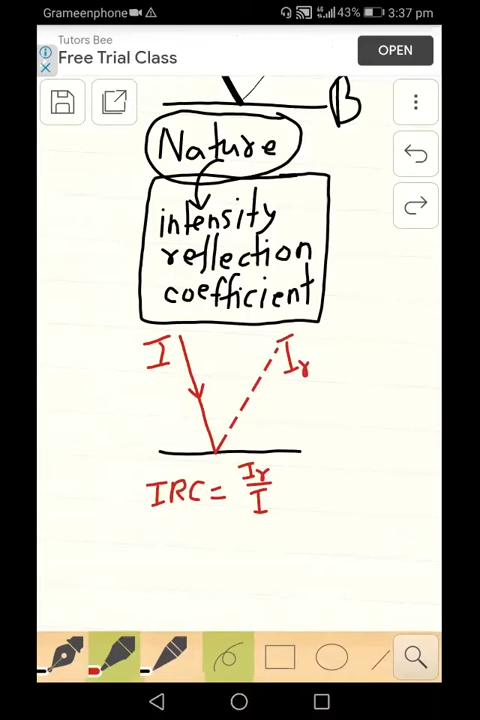 Grameenphone 43% 3:37 pm
Tutors Bee
Free Trial Class
OPEN
B
Nature
intensity
reflection
coefficient
I Ir
IRC = Ir/I